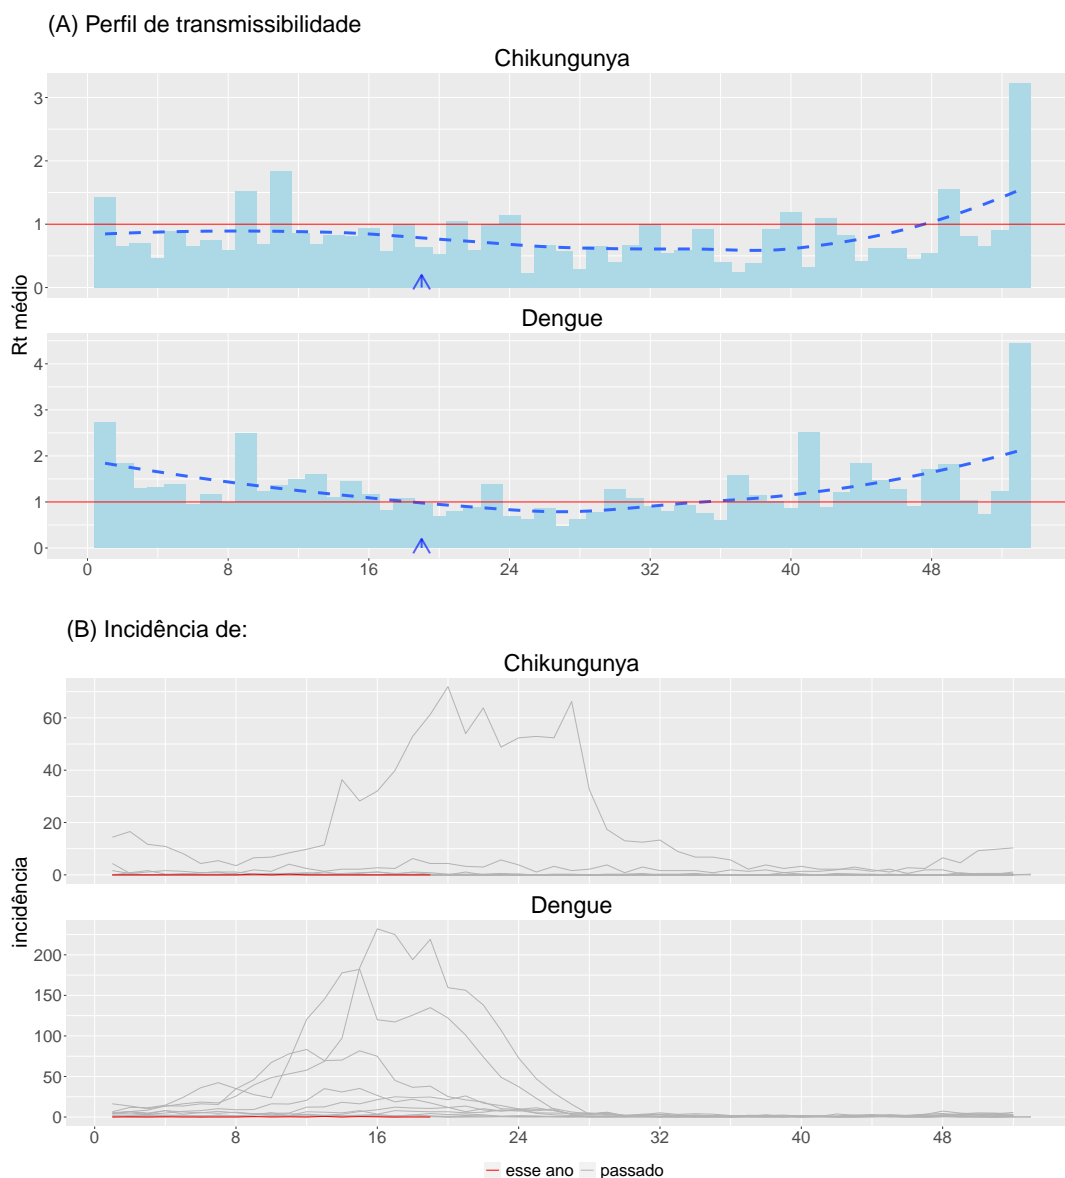 (A) Perfil de transmissibilidade
Chikungunya
3
2
1
0
Dengue
4
3
2
1
0
Rt médio
0 8 16 24 32 40 48
(B) Incidência de:
Chikungunya
60
40
20
0
Dengue
200
150
100
50
0
incidência
0 8 16 24 32 40 48
esse ano passado